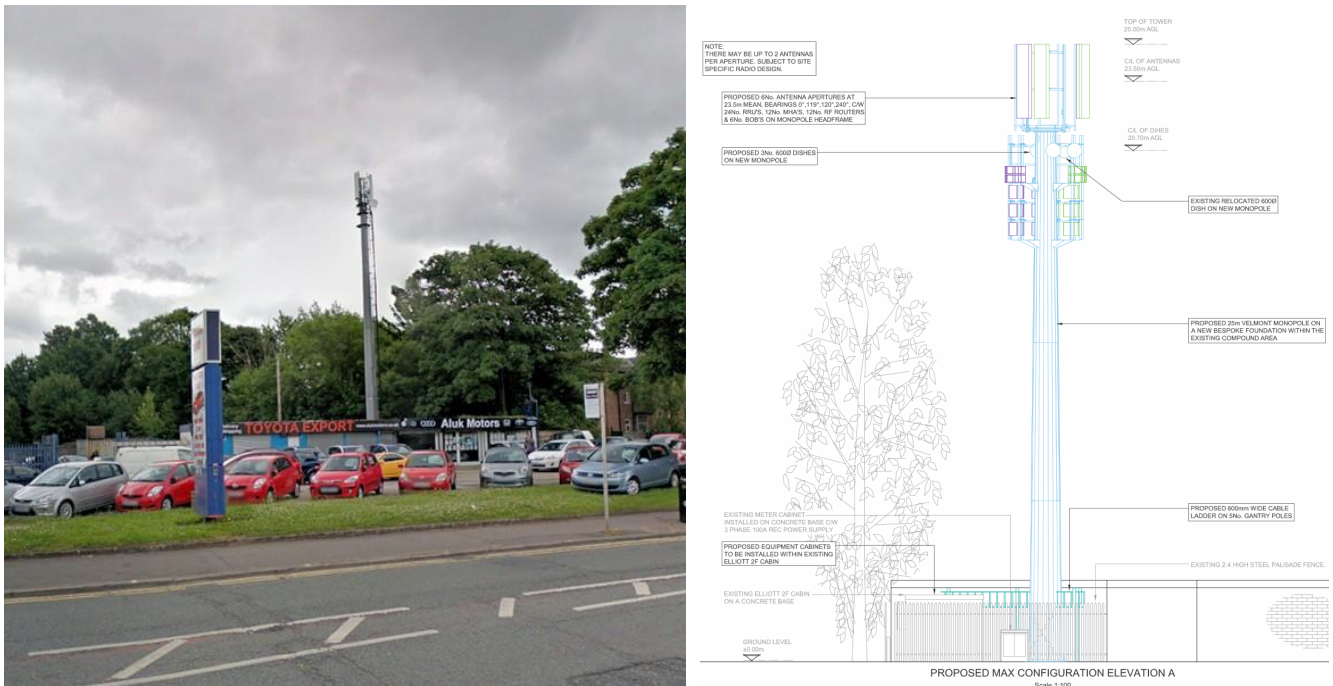 TOYOTA EXPORT
www.alukmotors.co.uk
Aluk Motors
NOTE:
THERE MAY BE UP TO 2 ANTENNAS
PER APERTURE. SUBJECT TO SITE
SPECIFIC RADIO DESIGN.
TOP OF TOWER
25.00m AGL
C/L OF ANTENNAS
23.50m AGL
PROPOSED 6No. ANTENNA APERTURES AT
23.5m MEAN, BEARINGS 0°,119°,120°,240°, C/W
24No. RRU'S, 12No. MHA'S, 12No. RF ROUTERS
& 6No. BOB'S ON MONOPOLE HEADFRAME
C/L OF DIHES
20.70m AGL
PROPOSED 3No. 600Ø DISHES
ON NEW MONOPOLE
EXISTING RELOCATED 600Ø
DISH ON NEW MONOPOLE
PROPOSED 25m VELMONT MONOPOLE ON
A NEW BESPOKE FOUNDATION WITHIN THE
EXISTING COMPOUND AREA
PROPOSED 600mm WIDE CABLE
LADDER ON 5No. GANTRY POLES
EXISTING METER CABINET
INSTALLED ON CONCRETE BASE C/W
3 PHASE 100A REC POWER SUPPLY
PROPOSED EQUIPMENT CABINETS
TO BE INSTALLED WITHIN EXISTING
ELLIOTT 2F CABIN
EXISTING 2.4 HIGH STEEL PALISADE FENCE
EXISTING ELLIOTT 2F CABIN
ON A CONCRETE BASE
GROUND LEVEL
±0.00m
PROPOSED MAX CONFIGURATION ELEVATION A
Scale 1:100